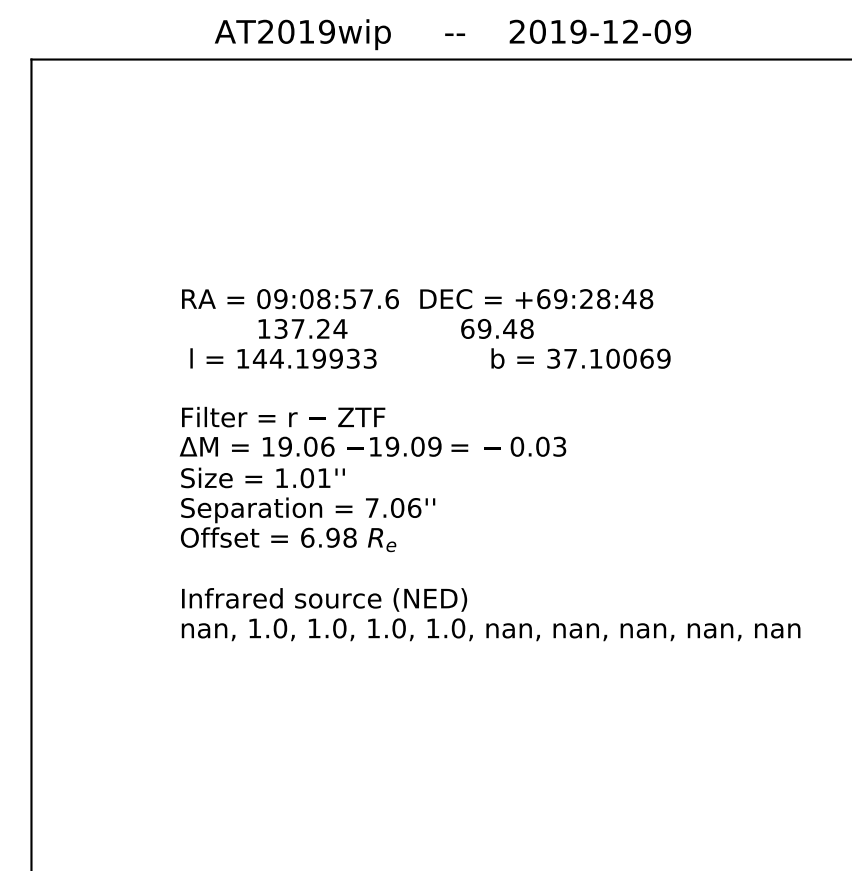 AT2019wip -- 2019-12-09
RA = 09:08:57.6 DEC = +69:28:48
137.24 69.48
l = 144.19933 b = 37.10069
Filter = r − ZTF
ΔM = 19.06 −19.09 = − 0.03
Size = 1.01''
Separation = 7.06''
Offset = 6.98 Re
Infrared source (NED)
nan, 1.0, 1.0, 1.0, 1.0, nan, nan, nan, nan, nan